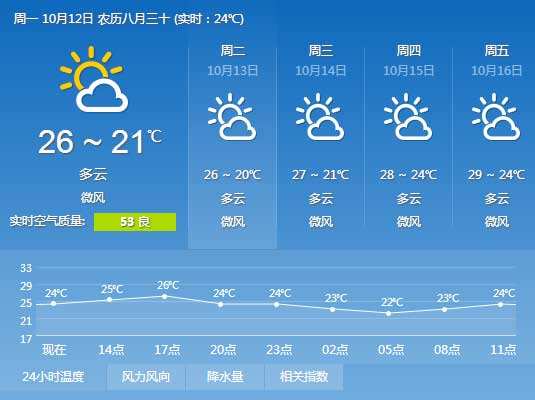 周一 10月12日 农历八月三十 (实时：24℃)
26 ~ 21℃
多云
微风
实时空气质量: 53 良
周二
10月13日
26 ~ 20℃
多云
微风
周三
10月14日
27 ~ 21℃
多云
微风
周四
10月15日
28 ~ 24℃
多云
微风
周五
10月16日
29 ~ 24℃
多云
微风
33
29
25
21
17
24℃ 25℃ 26℃ 24℃ 24℃ 23℃ 22℃ 23℃ 24℃
现在 14点 17点 20点 23点 02点 05点 08点 11点
24小时温度 风力风向 降水量 相关指数